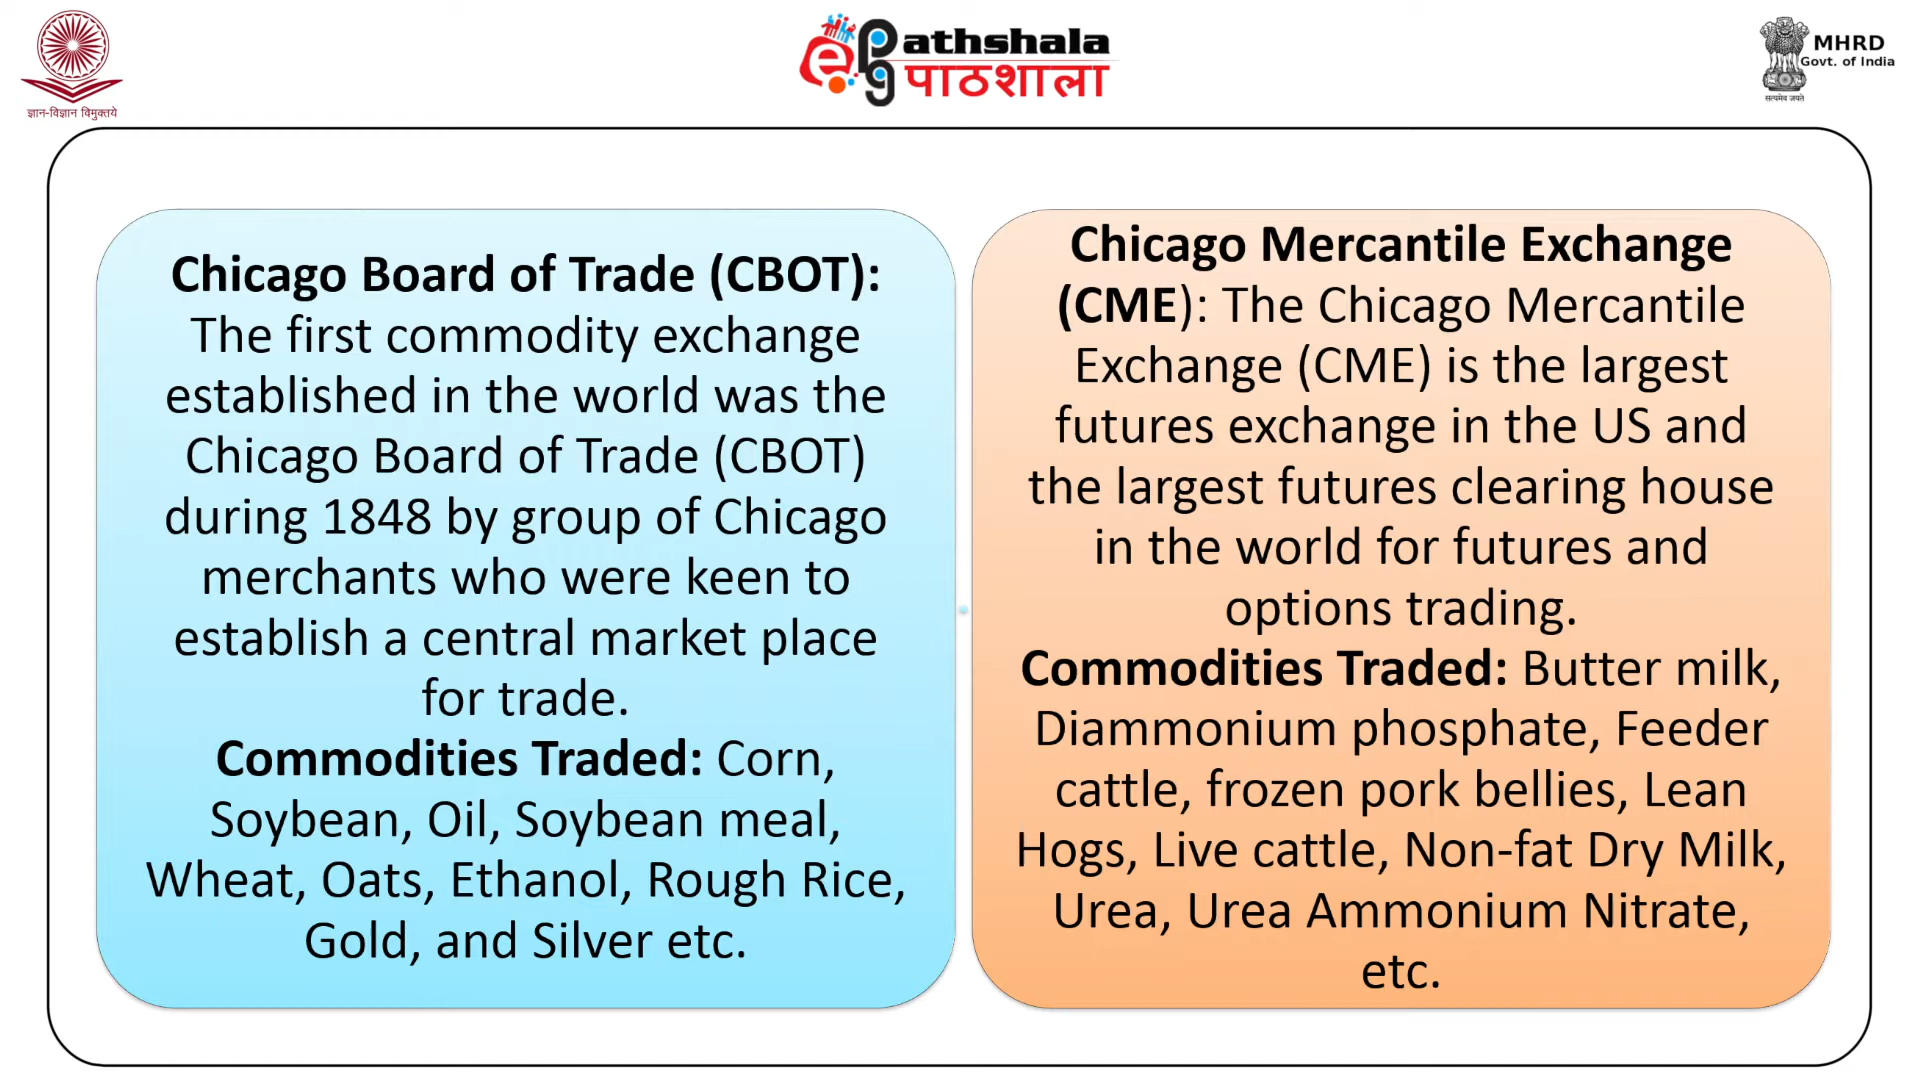 ज्ञान-विज्ञान विमुक्तये
ePG athshala
पाठशाला
MHRD
Govt. of India
सत्यमेव जयते
Chicago Board of Trade (CBOT):
The first commodity exchange
established in the world was the
Chicago Board of Trade (CBOT)
during 1848 by group of Chicago
merchants who were keen to
establish a central market place
for trade.
Commodities Traded: Corn,
Soybean, Oil, Soybean meal,
Wheat, Oats, Ethanol, Rough Rice,
Gold, and Silver etc.
Chicago Mercantile Exchange
(CME): The Chicago Mercantile
Exchange (CME) is the largest
futures exchange in the US and
the largest futures clearing house
in the world for futures and
options trading.
Commodities Traded: Butter milk,
Diammonium phosphate, Feeder
cattle, frozen pork bellies, Lean
Hogs, Live cattle, Non-fat Dry Milk,
Urea, Urea Ammonium Nitrate,
etc.